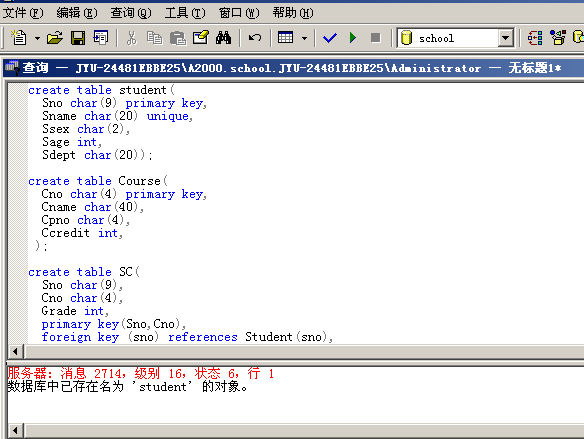 文件(F) 编辑(E) 查询(Q) 工具(T) 窗口(W) 帮助(H)
school
查询 — JYU-24481EBBE25\A2000.school.JYU-24481EBBE25\Administrator — 无标题1*
create table student(
Sno char(9) primary key,
Sname char(20) unique,
Ssex char(2),
Sage int,
Sdept char(20));
create table Course(
Cno char(4) primary key,
Cname char(40),
Cpno char(4),
Ccredit int,
);
create table SC(
Sno char(9),
Cno char(4),
Grade int,
primary key(Sno,Cno),
foreign key (sno) references Student(sno),
服务器: 消息 2714，级别 16，状态 6，行 1
数据库中已存在名为 'student' 的对象。